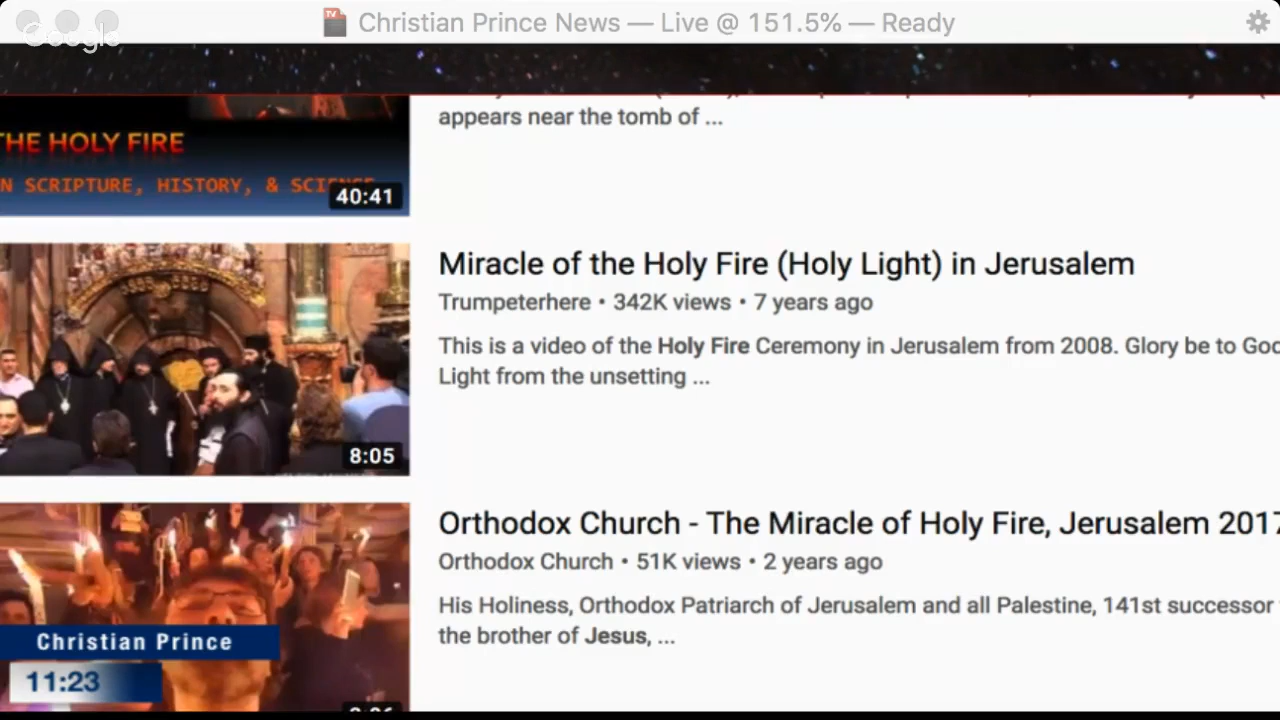 Christian Prince News — Live @ 151.5% — Ready
Google
appears near the tomb of ...
THE HOLY FIRE
N SCRIPTURE, HISTORY, & SCIENCE
40:41
Miracle of the Holy Fire (Holy Light) in Jerusalem
Trumpeterhere • 342K views • 7 years ago
This is a video of the Holy Fire Ceremony in Jerusalem from 2008. Glory be to God
Light from the unsetting ...
8:05
Orthodox Church - The Miracle of Holy Fire, Jerusalem 2017
Orthodox Church • 51K views • 2 years ago
His Holiness, Orthodox Patriarch of Jerusalem and all Palestine, 141st successor
the brother of Jesus, ...
Christian Prince
11:23